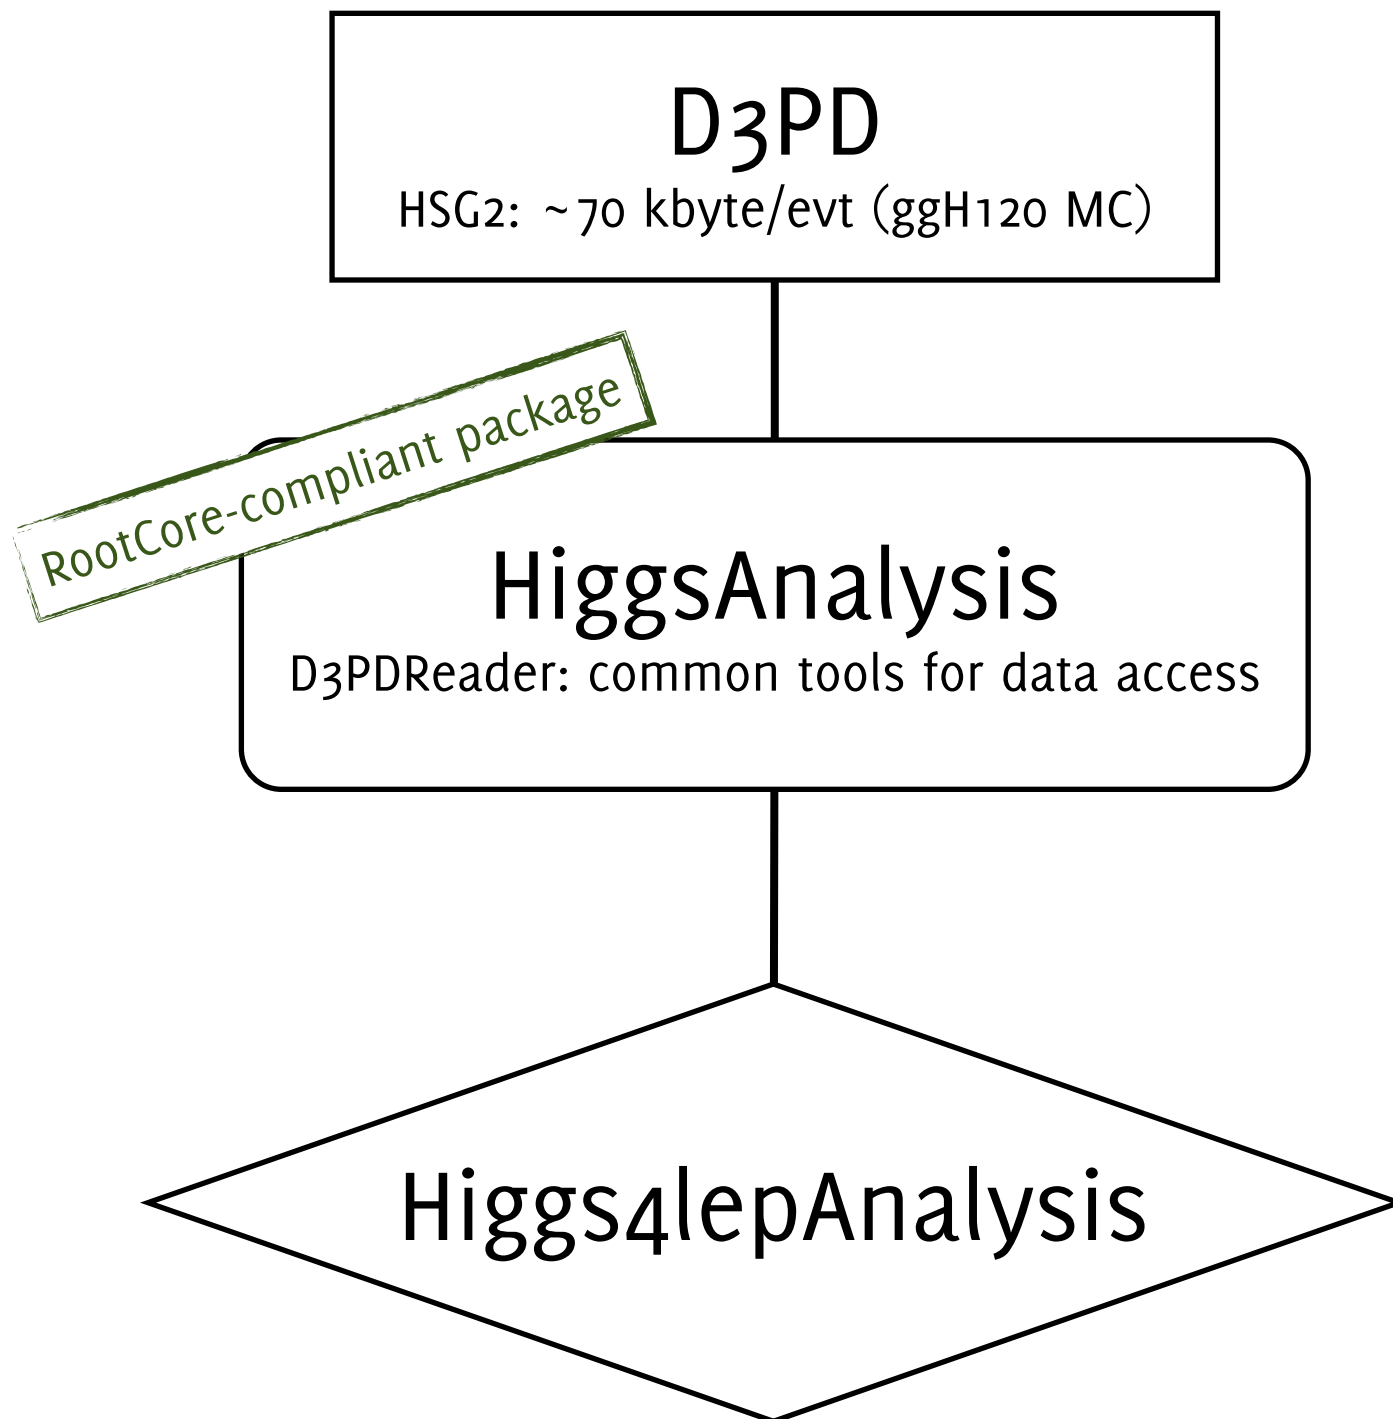 D3PD
HSG2: ~70 kbyte/evt (ggH120 MC)
RootCore-compliant package
HiggsAnalysis
D3PDReader: common tools for data access
Higgs4lepAnalysis